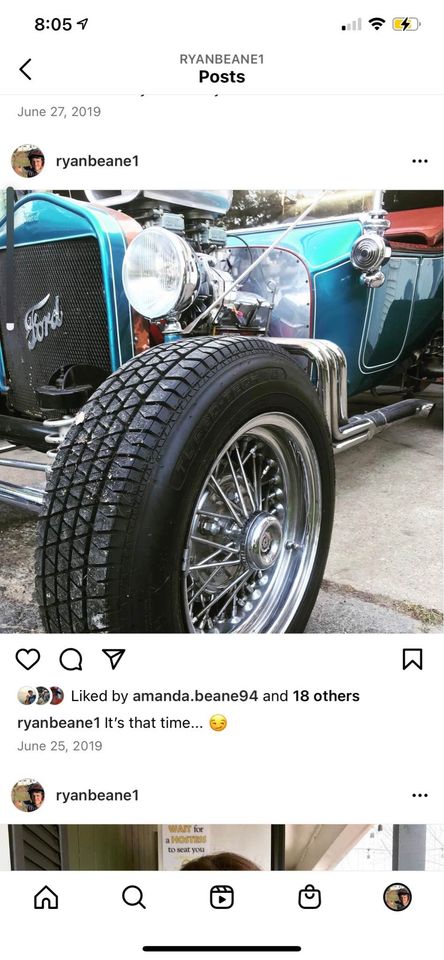 8:05
RYANBEANE1
Posts
June 27, 2019
ryanbeane1
Ford
Liked by amanda.beane94 and 18 others
ryanbeane1 It's that time... 😏
June 25, 2019
ryanbeane1
WAIT for
a HOSTESS
to seat you